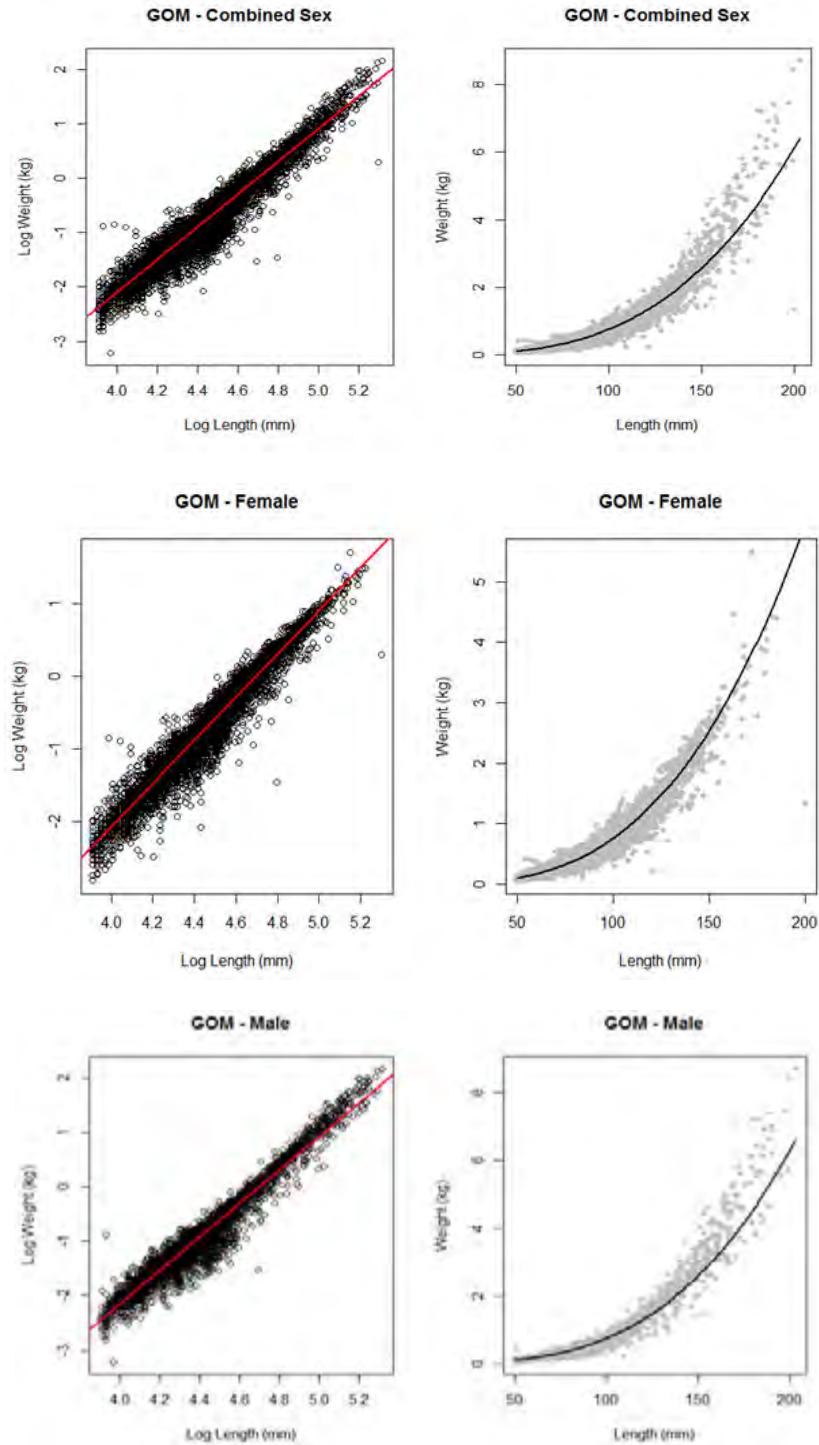 GOM - Combined Sex
Log Weight (kg)
2
1
0
-1
-2
-3
4.0 4.2 4.4 4.6 4.8 5.0 5.2
Log Length (mm)
GOM - Combined Sex
Weight (kg)
8
6
4
2
0
50 100 150 200
Length (mm)
GOM - Female
Log Weight (kg)
1
0
-1
-2
4.0 4.2 4.4 4.6 4.8 5.0 5.2
Log Length (mm)
GOM - Female
Weight (kg)
5
4
3
2
1
0
50 100 150 200
Length (mm)
GOM - Male
Log Weight (kg)
2
1
0
-1
-2
-3
4.0 4.2 4.4 4.6 4.8 5.0 5.2
Log Length (mm)
GOM - Male
Weight (kg)
8
6
4
2
0
50 100 150 200
Length (mm)